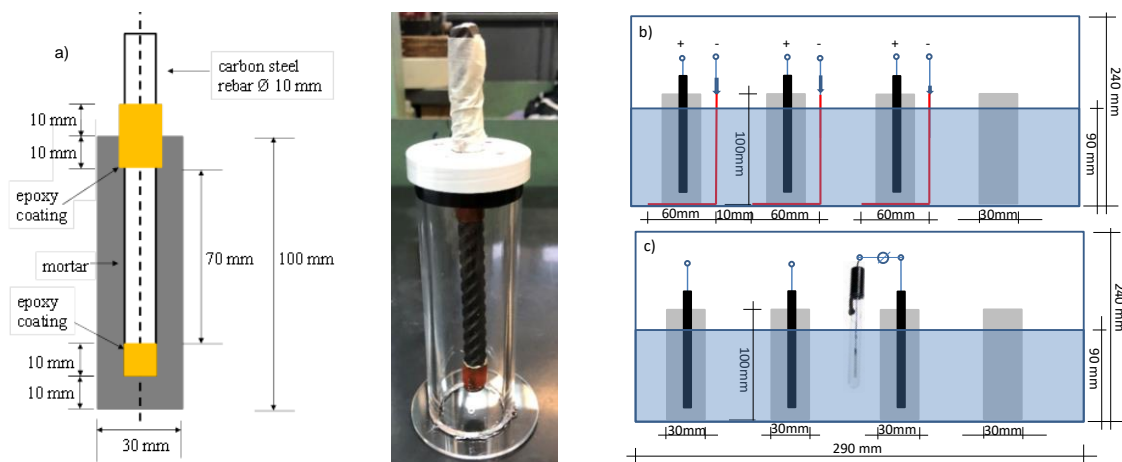 a)
carbon steel
rebar Ø 10 mm
10 mm
10 mm
epoxy
coating
mortar
70 mm
100 mm
epoxy
coating
10 mm
10 mm
30 mm
b)
+ - + - + -
240 mm
90 mm
100mm
60mm 10mm 60mm 60mm 30mm
c)
240 mm
90 mm
100mm
30mm 30mm 30mm 30mm
290 mm